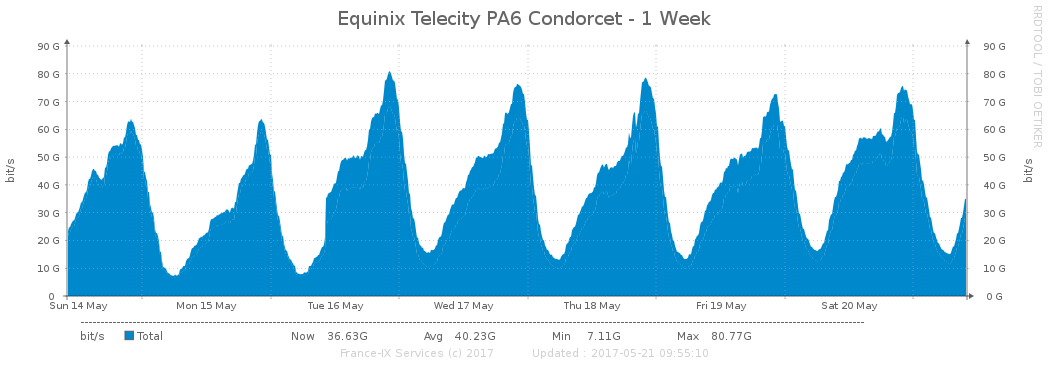 Equinix Telecity PA6 Condorcet - 1 Week
RRDTOOL / TOBI OETIKER
90 G 90 G
80 G 80 G
70 G 70 G
60 G 60 G
50 G 50 G
40 G 40 G
30 G 30 G
20 G 20 G
10 G 10 G
0 0 G
bit/s
bit/s
Sun 14 May Mon 15 May Tue 16 May Wed 17 May Thu 18 May Fri 19 May Sat 20 May
bit/s Total Now 36.63G Avg 40.23G Min 7.11G Max 80.77G
France-IX Services (c) 2017 Updated : 2017-05-21 09:55:10